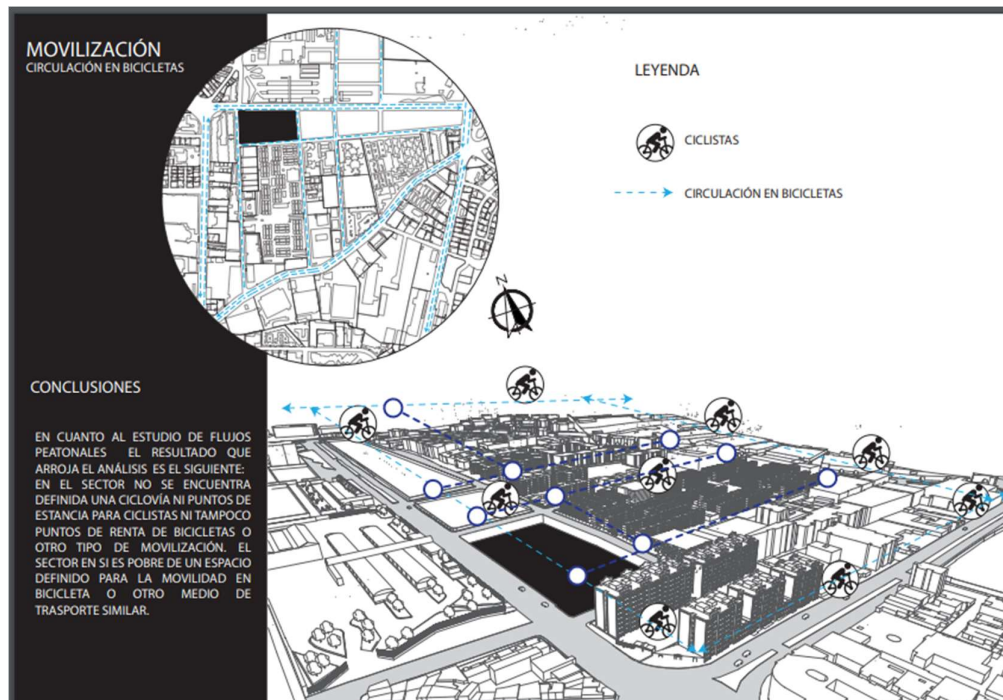 MOVILIZACIÓN
CIRCULACIÓN EN BICICLETAS
LEYENDA
CICLISTAS
CIRCULACIÓN EN BICICLETAS
N
CONCLUSIONES
EN CUANTO AL ESTUDIO DE FLUJOS
PEATONALES EL RESULTADO QUE
ARROJA EL ANÁLISIS ES EL SIGUIENTE:
EN EL SECTOR NO SE ENCUENTRA
DEFINIDA UNA CICLOVÍA NI PUNTOS DE
ESTANCIA PARA CICLISTAS NI TAMPOCO
PUNTOS DE RENTA DE BICICLETAS O
OTRO TIPO DE MOVILIZACIÓN. EL
SECTOR EN SI ES POBRE DE UN ESPACIO
DEFINIDO PARA LA MOVILIDAD EN
BICICLETA O OTRO MEDIO DE
TRASPORTE SIMILAR.